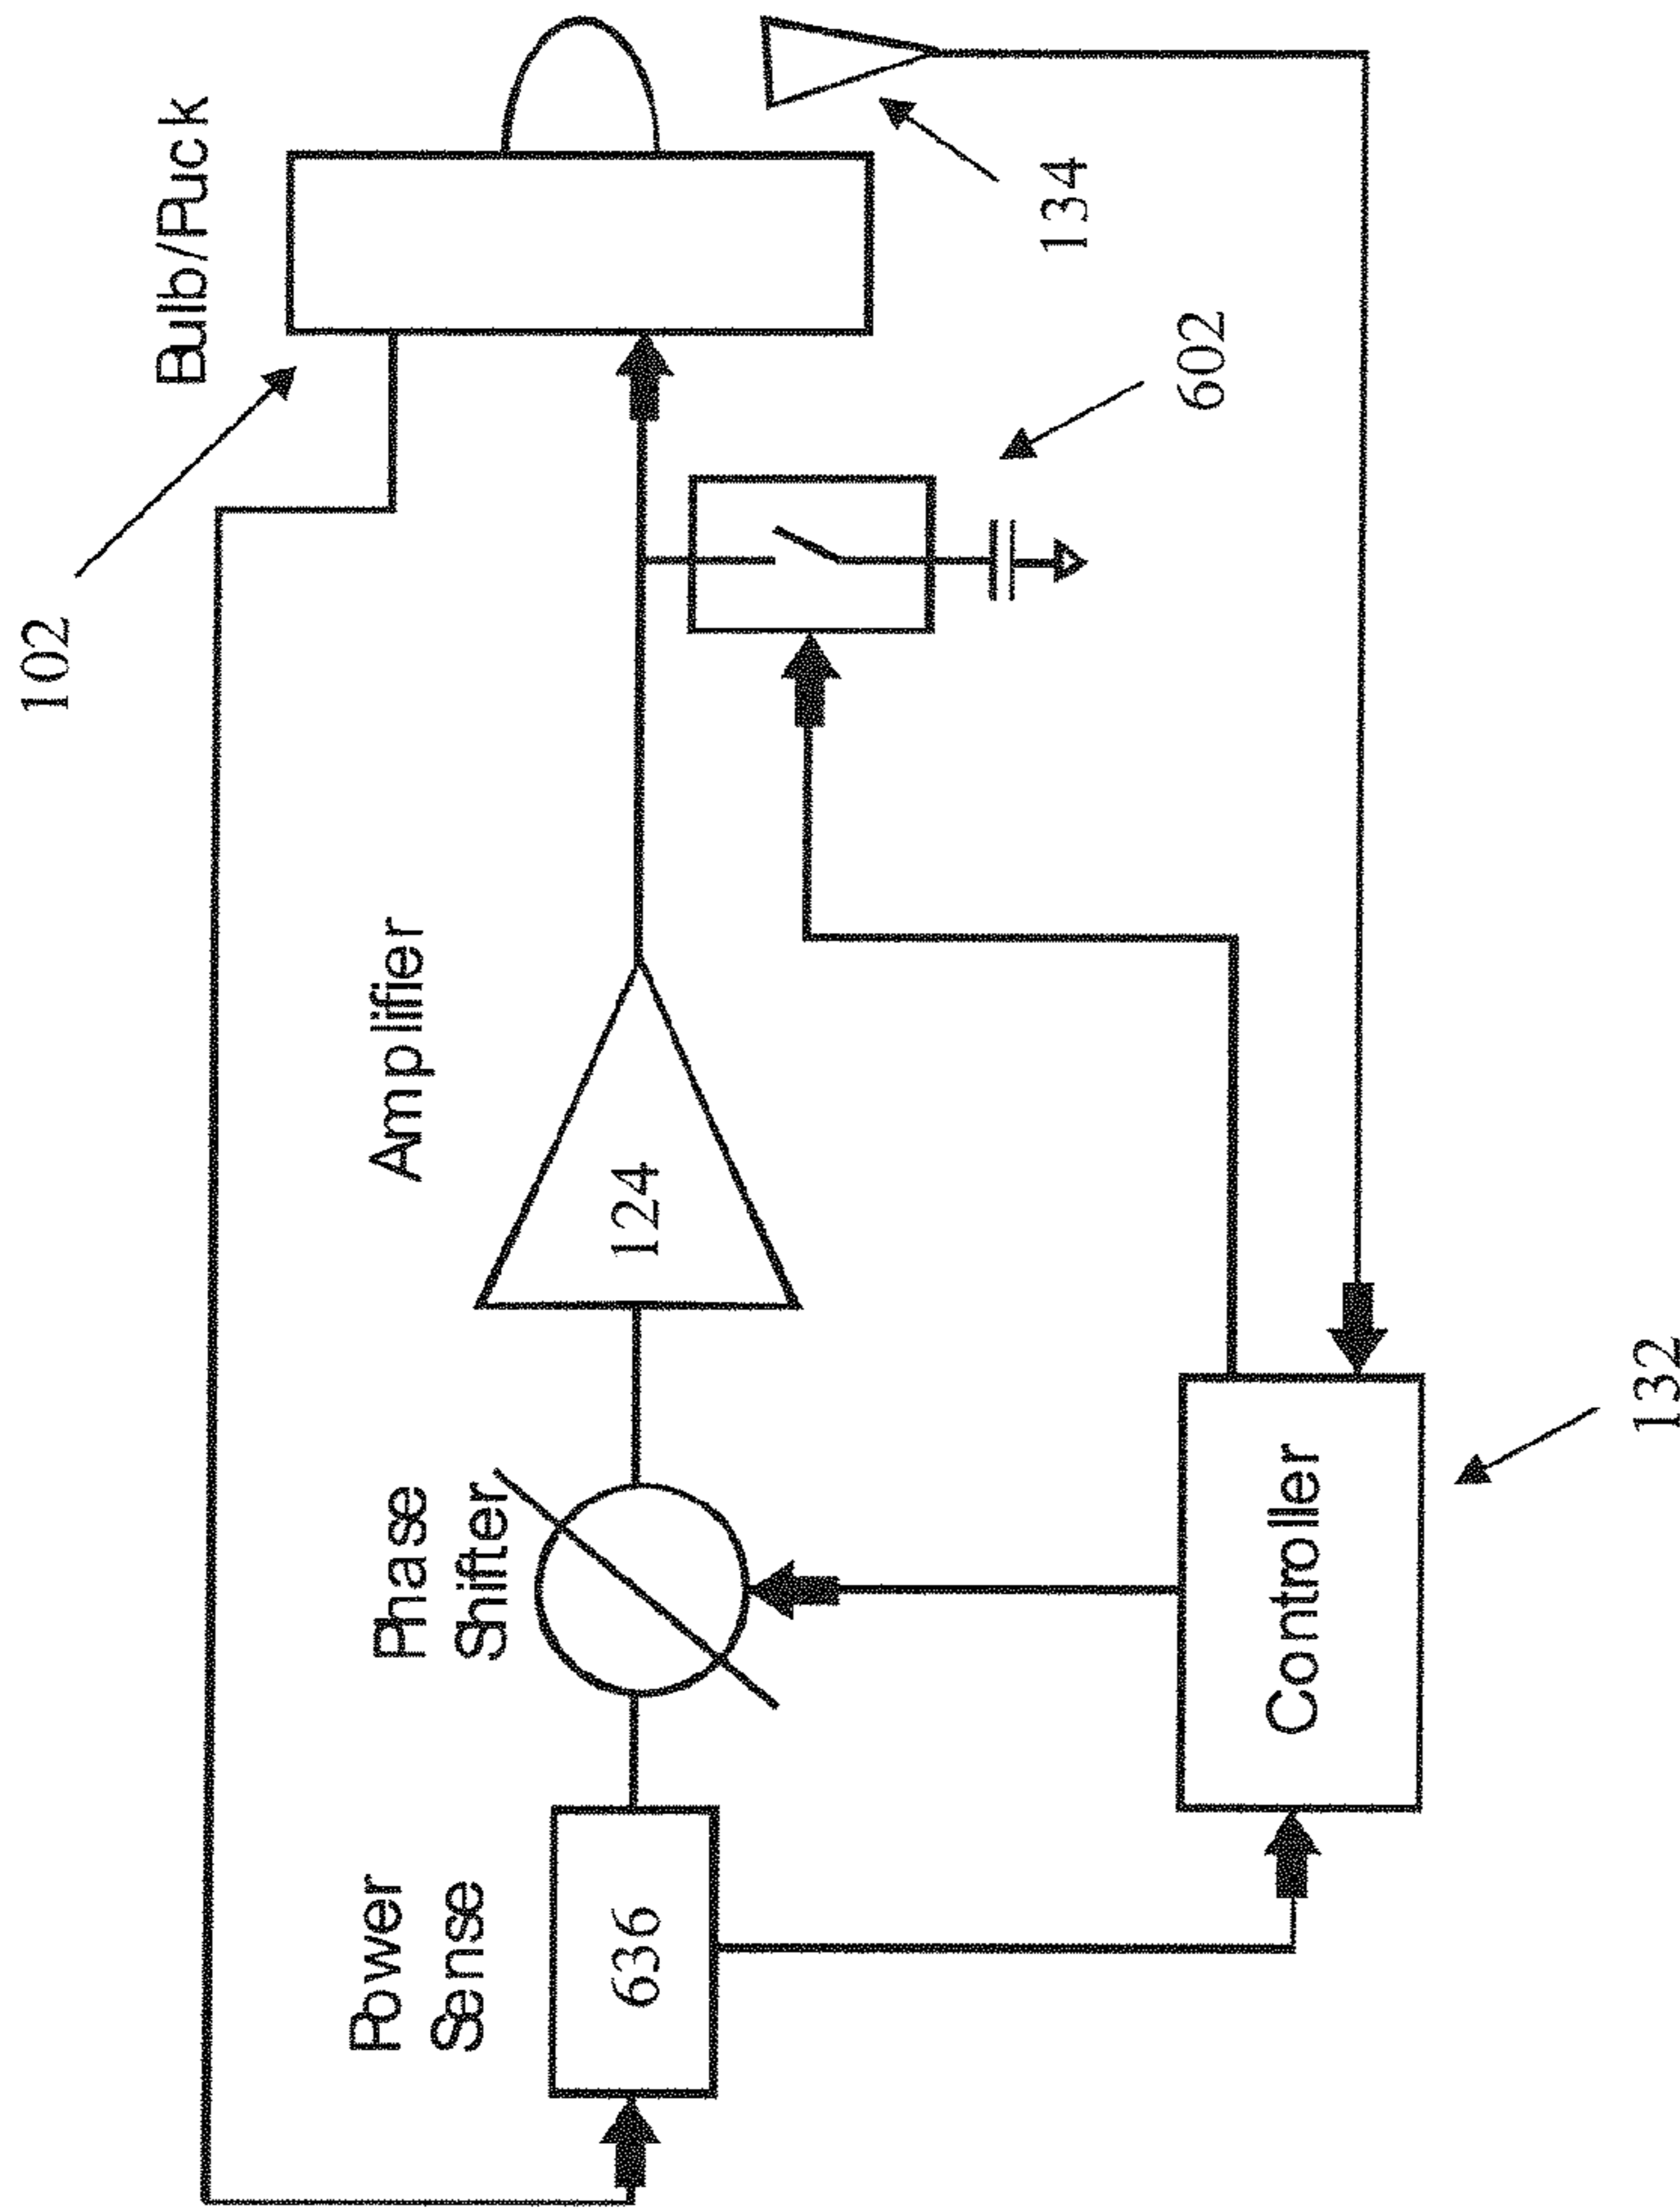 Bulb/Puck
102
Amplifier
124
Phase
Shifter
Power
Sense
636
134
602
Controller
132